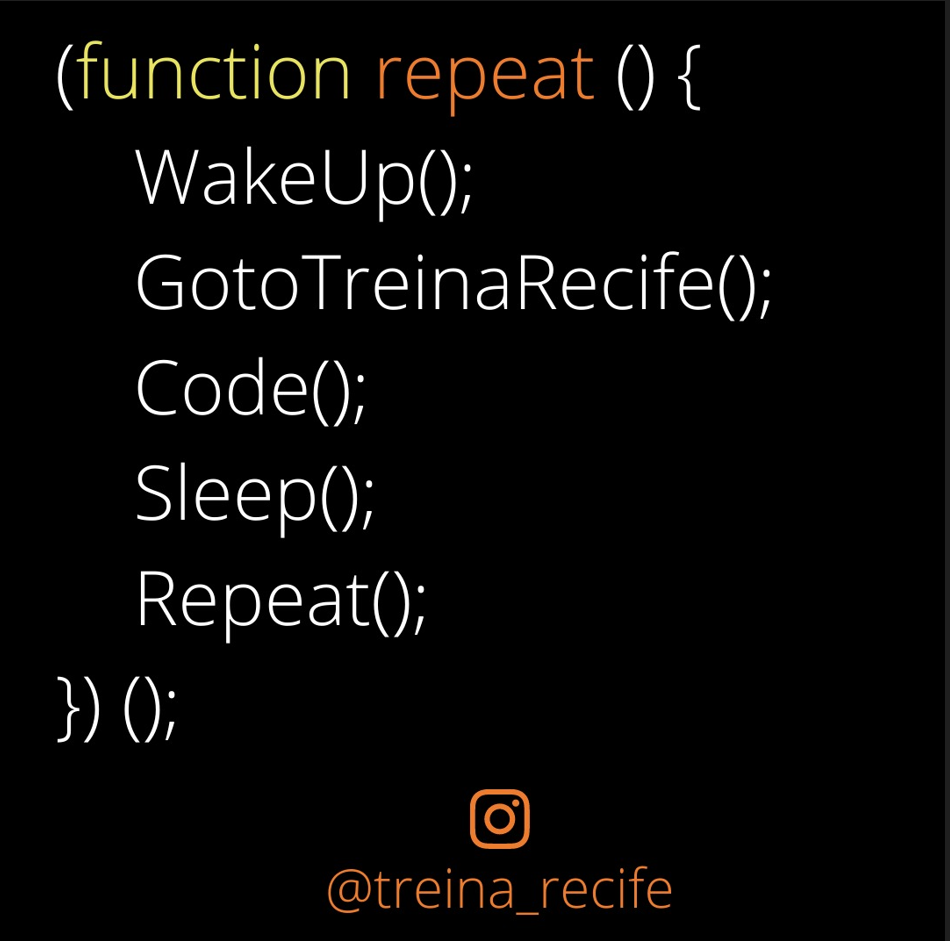 (function repeat () {
WakeUp();
GotoTreinaRecife();
Code();
Sleep();
Repeat();
}) ();
@treina_recife